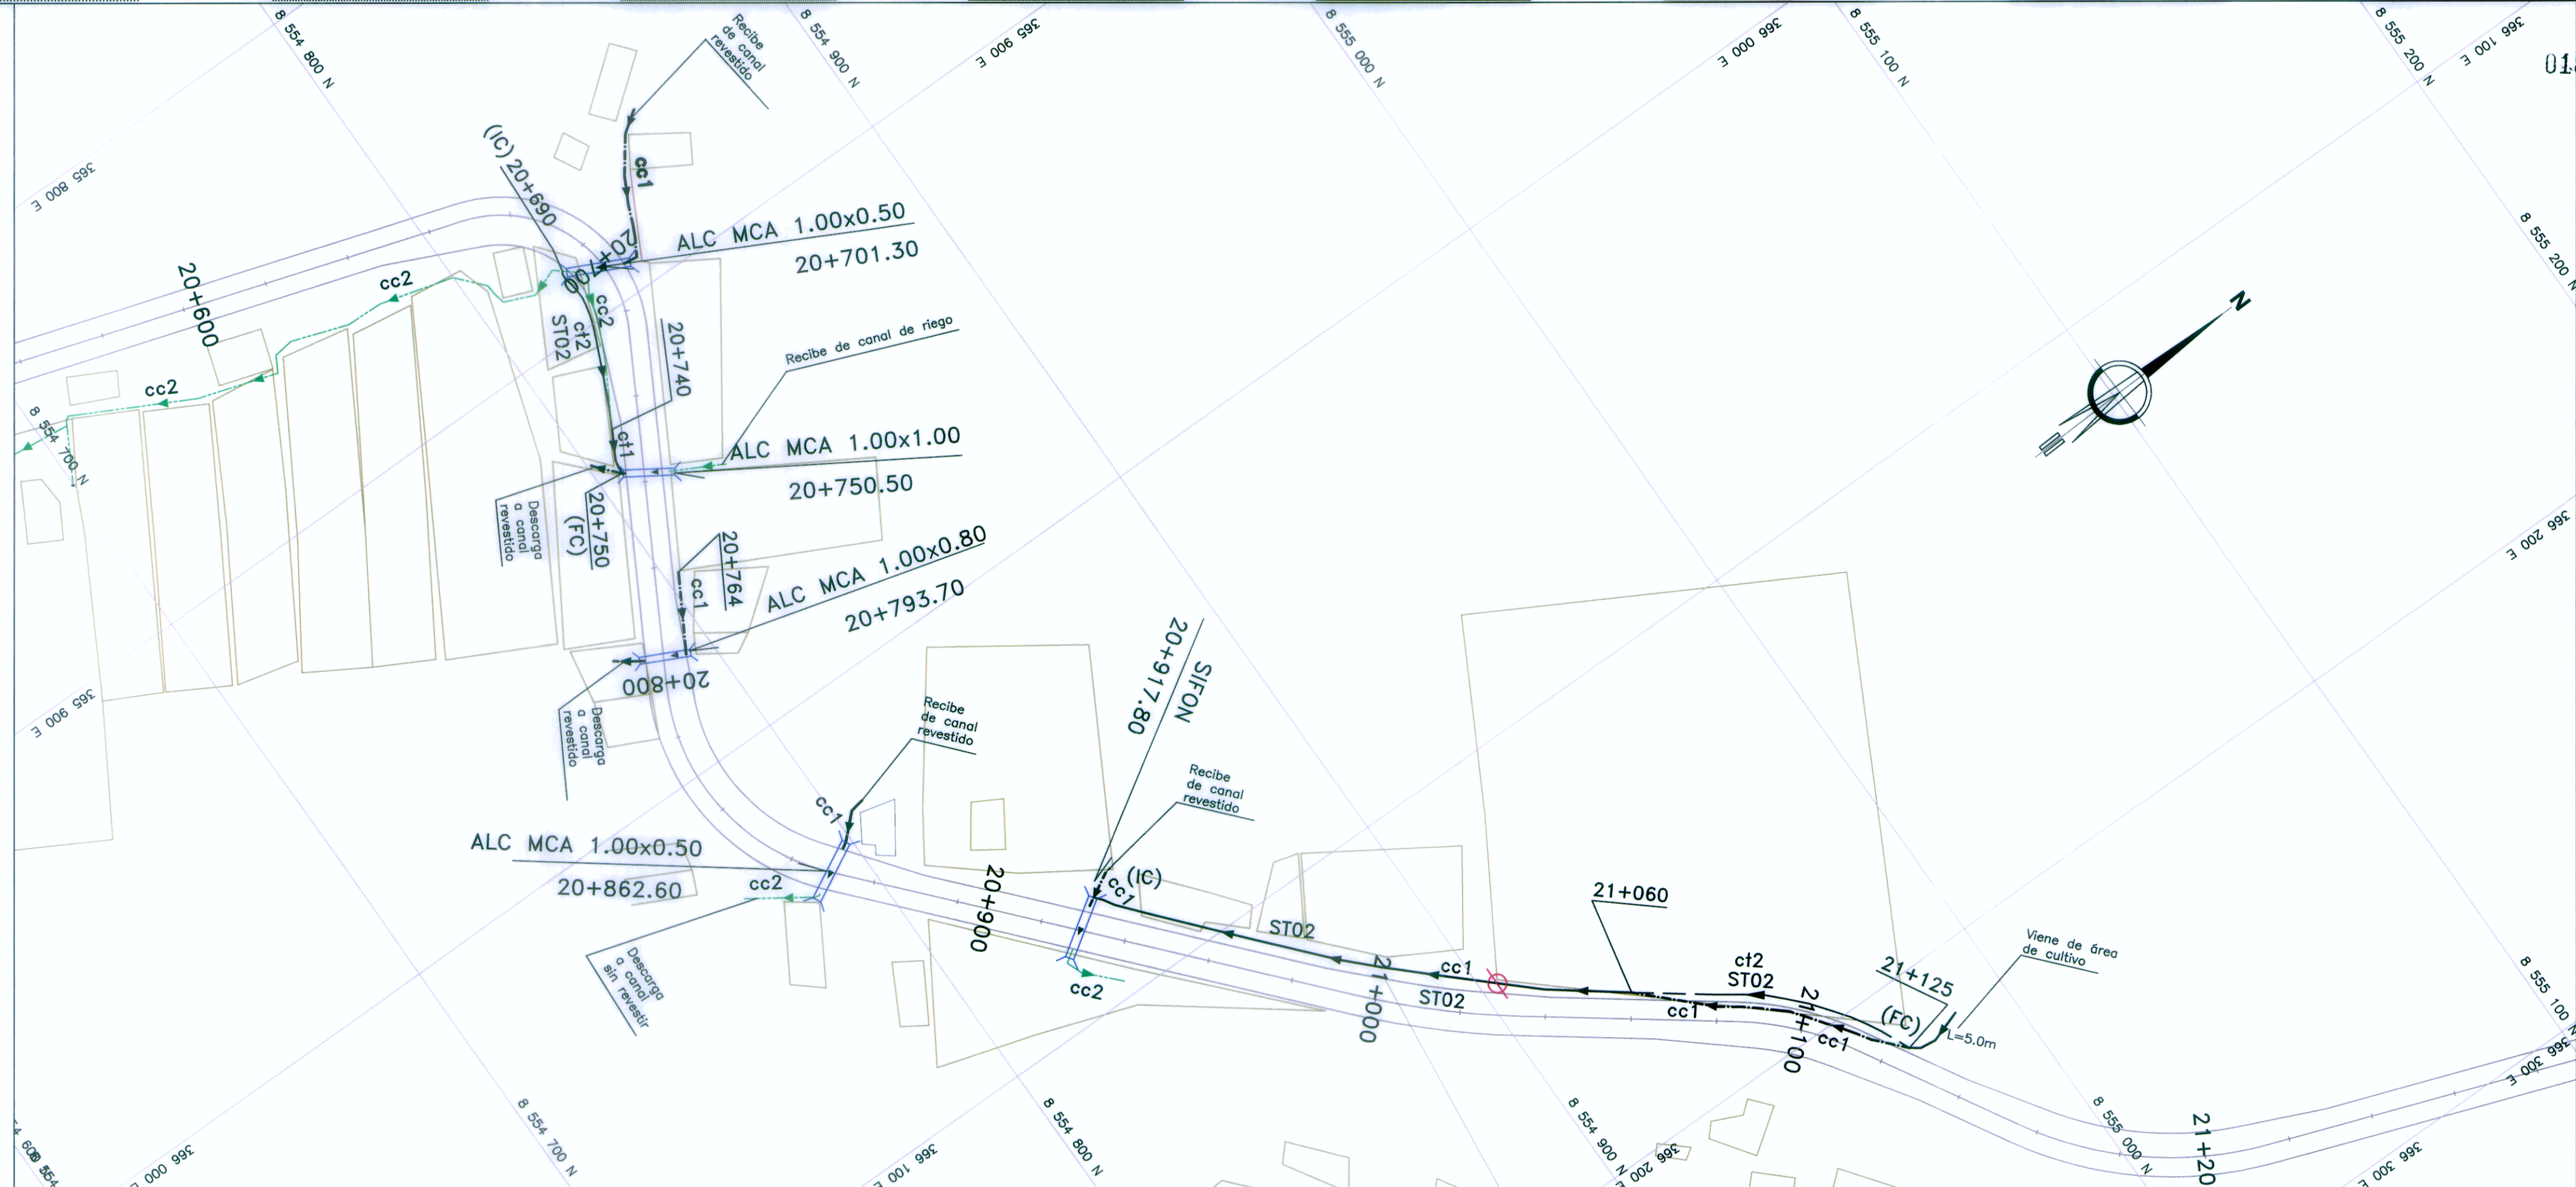 8 554 800 N
8 554 900 N
365 900 E
8 555 000 N
366 000 E
8 555 100 N
8 555 200 N
366 100 E
Recibe
de canal
revestido
365 800 E
(IC) 20+690
cc1
ALC MCA 1.00x0.50
20+701.30
20+700
8 555 200 N
N
20+600
cc2
cc2
ct2
ST02
20+740
Recibe de canal de riego
cc2
8 554 700 N
ct1
ALC MCA 1.00x1.00
20+750.50
Descarga
a canal
revestido
20+750
(FC)
20+764
cc1
ALC MCA 1.00x0.80
20+793.70
366 200 E
20+800
365 900 E
Descarga
a canal
revestido
SIFON
20+917.80
Recibe
de canal
revestido
Recibe
de canal
revestido
cc1
ALC MCA 1.00x0.50
20+862.60
cc2
Descarga
a canal
sin revestir
20+900
cc1
(IC)
cc2
ST02
21+000
cc1
ST02
21+060
ct2
ST02
cc1
21+100
cc1
21+125
(FC)
Viene de área
de cultivo
L=5.0m
8 555 100 N
366 300 E
366 000 E
8 554 700 N
366 100 E
8 554 800 N
8 554 900 N
366 200 E
8 555 000 N
21+20
366 300 E